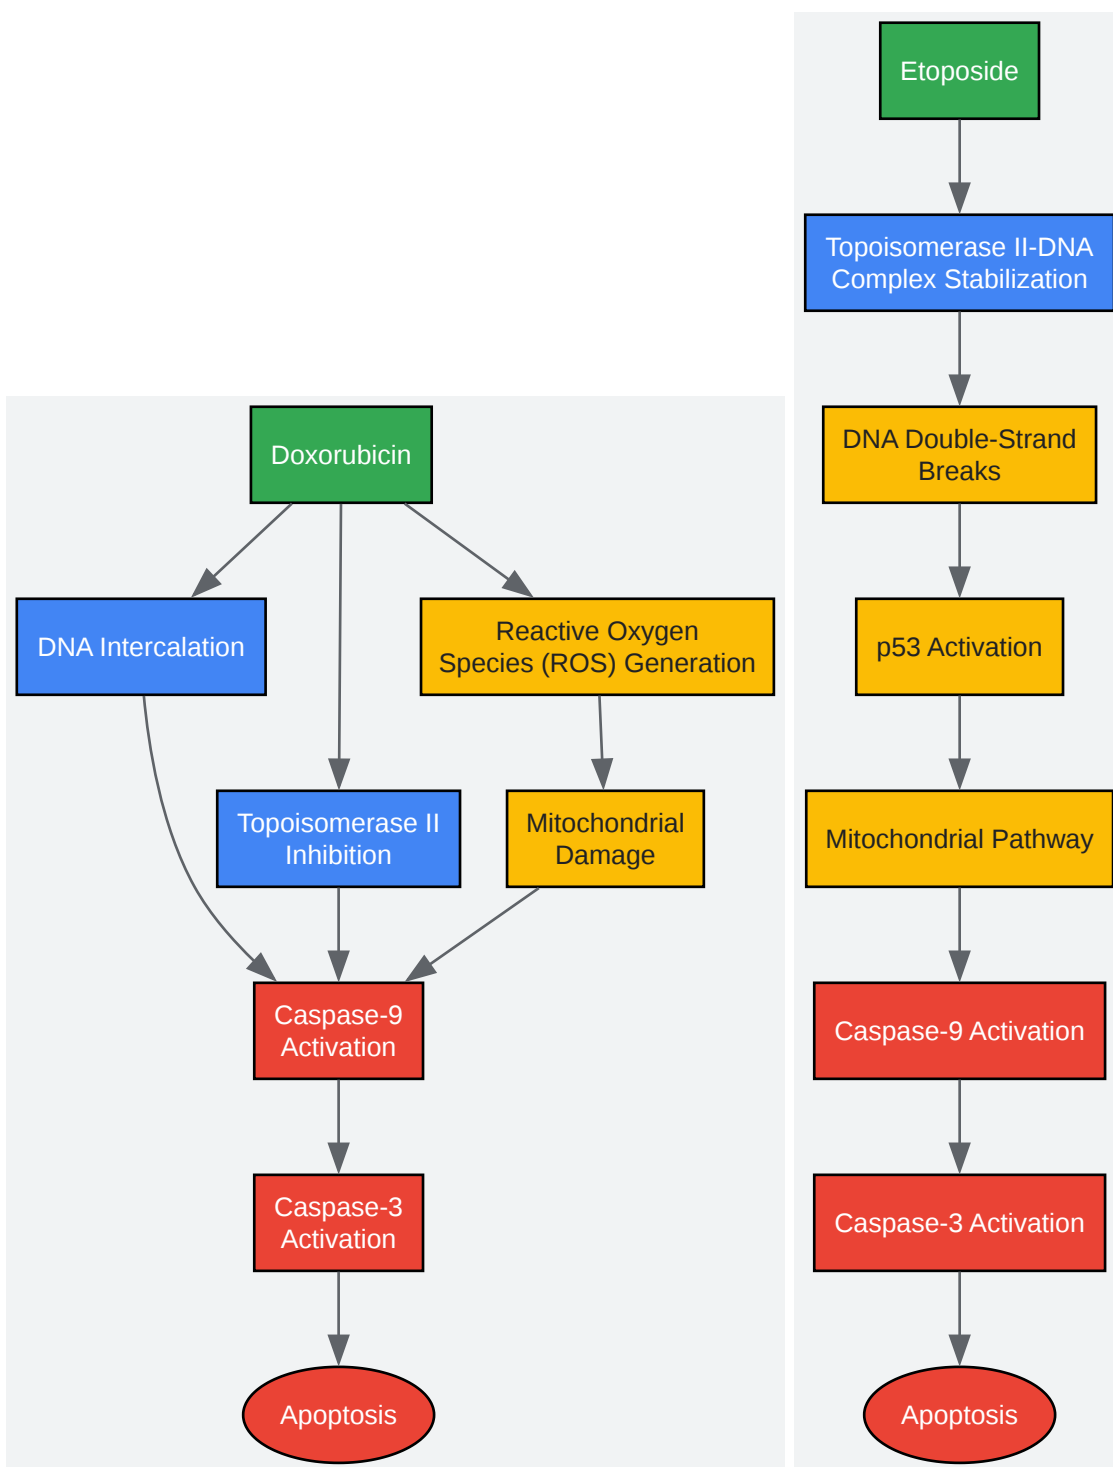 Etoposide
Topoisomerase II-DNA
Complex Stabilization
DNA Double-Strand
Breaks
p53 Activation
Mitochondrial Pathway
Caspase-9 Activation
Caspase-3 Activation
Apoptosis
Doxorubicin
DNA Intercalation
Reactive Oxygen
Species (ROS) Generation
Topoisomerase II
Inhibition
Mitochondrial
Damage
Caspase-9
Activation
Caspase-3
Activation
Apoptosis